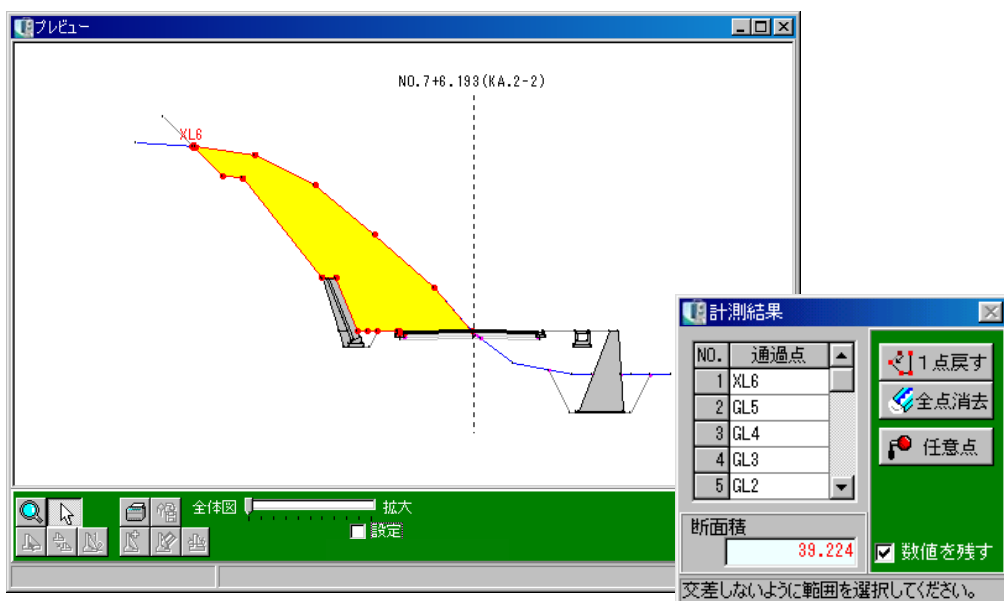 プレビュー
NO.7+6.193(KA.2-2)
XL6
全体図 拡大
設定
計測結果
NO. 通過点
1 XL6
2 GL5
3 GL4
4 GL3
5 GL2
1点戻す
全点消去
任意点
断面積
39.224
数値を残す
交差しないように範囲を選択してください。